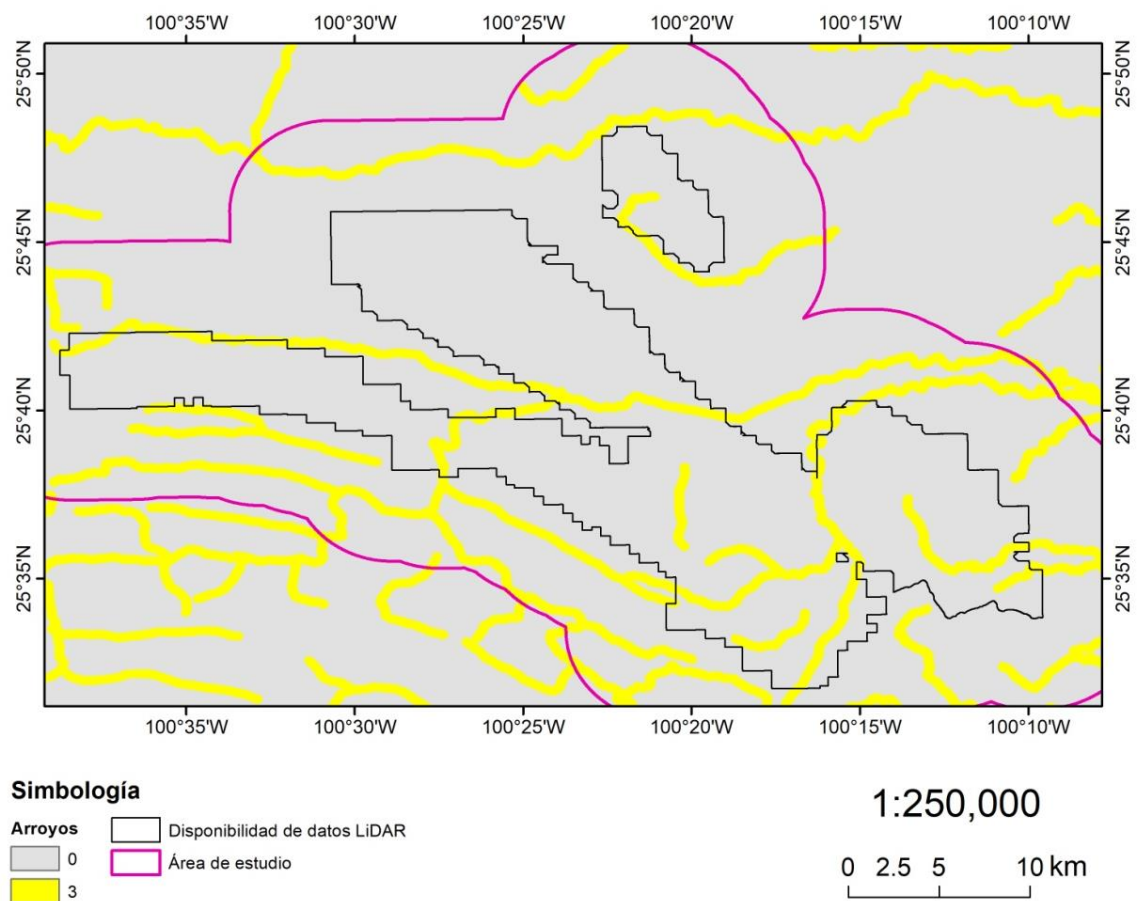 100°35'W 100°30'W 100°25'W 100°20'W 100°15'W 100°10'W
25°50'N 25°50'N
25°45'N 25°45'N
25°40'N 25°40'N
25°35'N 25°35'N
100°35'W 100°30'W 100°25'W 100°20'W 100°15'W 100°10'W
Simbología
Arroyos
0
3
Disponibilidad de datos LiDAR
Área de estudio
1:250,000
0 2.5 5 10 km